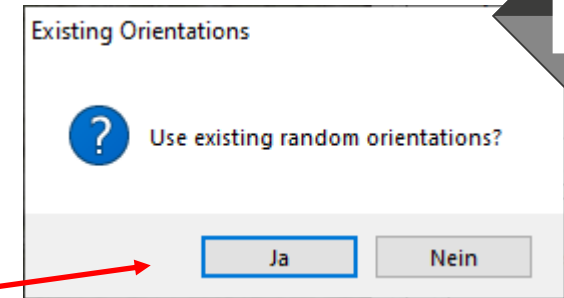 Existing Orientations
Use existing random orientations?
Ja
Nein